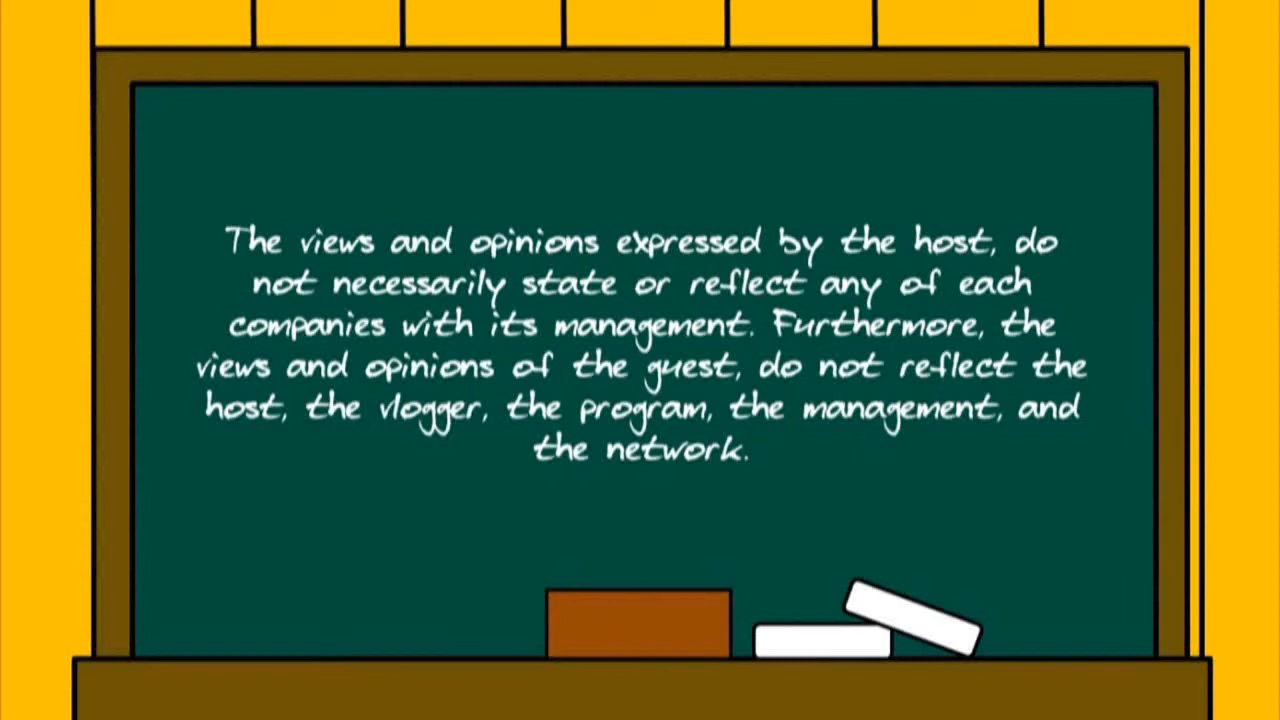 The views and opinions expressed by the host, do
not necessarily state or reflect any of each
companies with its management. Furthermore, the
views and opinions of the guest, do not reflect the
host, the vlogger, the program, the management, and
the network.